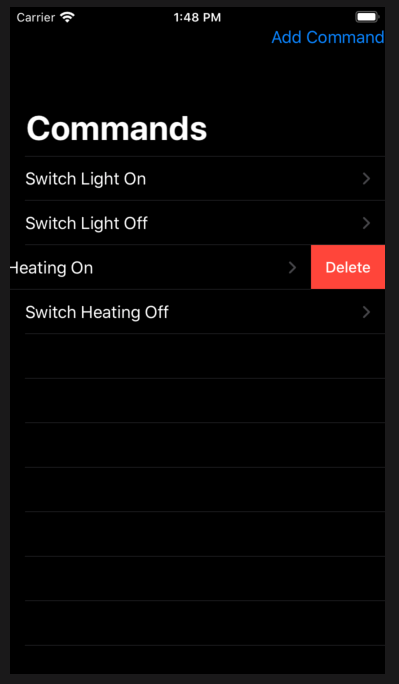 Carrier 1:48 PM
Add Command
Commands
Switch Light On
Switch Light Off
Heating On Delete
Switch Heating Off